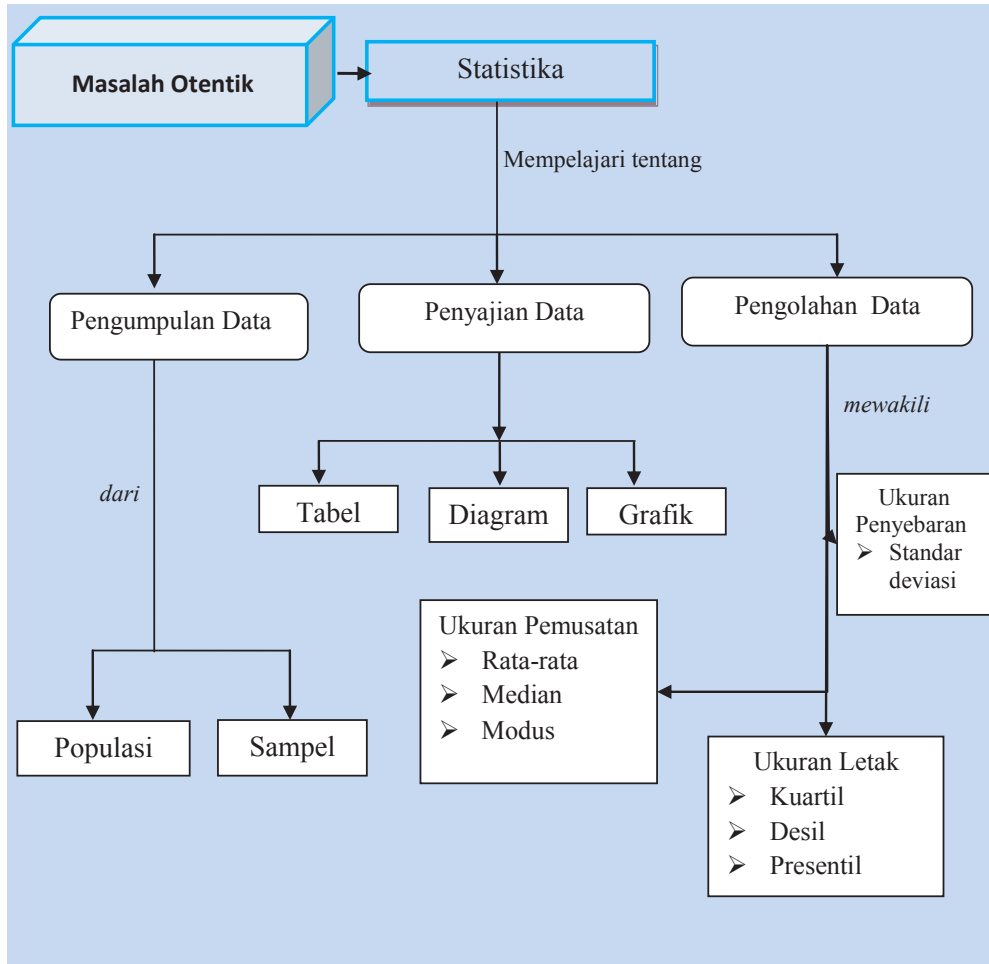 Masalah Otentik
Statistika
Mempelajari tentang
Pengumpulan Data
Penyajian Data
Pengolahan Data
mewakili
dari
Tabel
Diagram
Grafik
Ukuran
Penyebaran
➢ Standar
deviasi
Ukuran Pemusatan
➢ Rata-rata
➢ Median
➢ Modus
Populasi
Sampel
Ukuran Letak
➢ Kuartil
➢ Desil
➢ Presentil